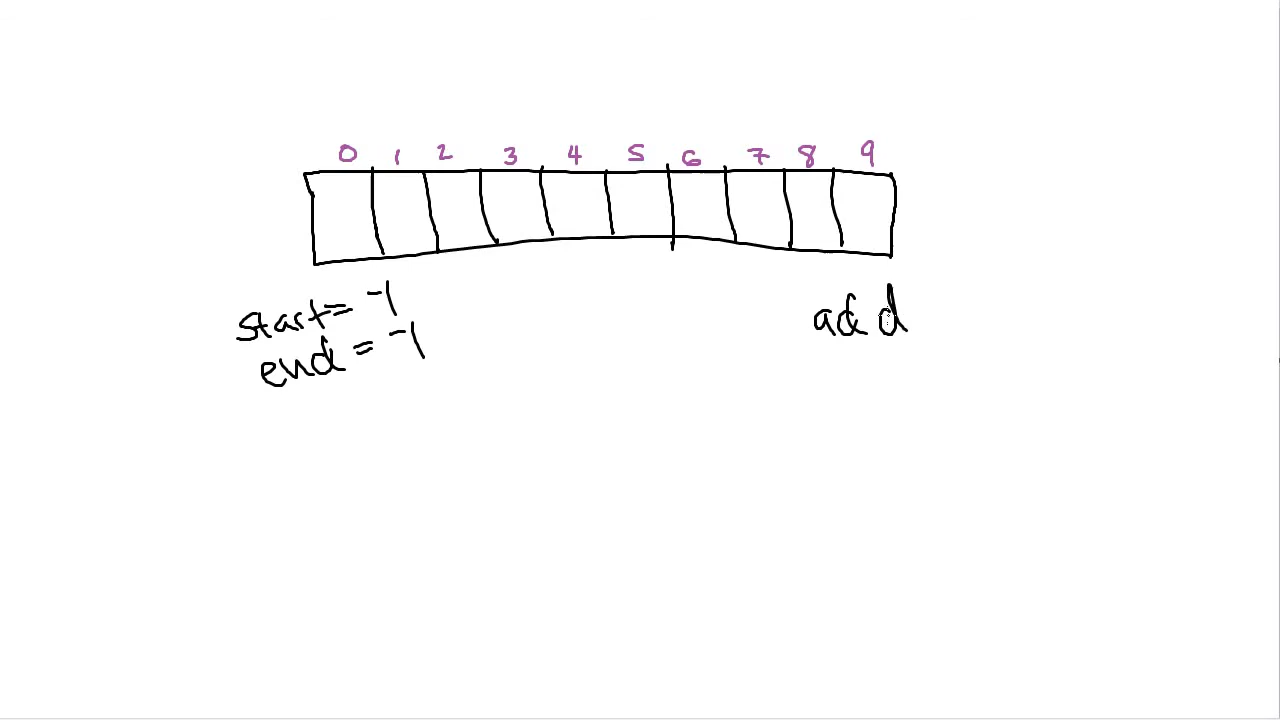 0 1 2 3 4 5 6 7 8 9
start = -1
end = -1
add